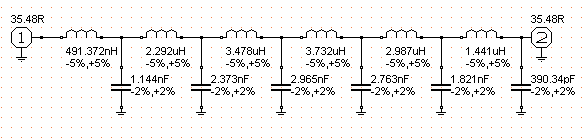 35.48R 35.48R
1 2
491.372nH 2.292uH 3.478uH 3.732uH 2.987uH 1.441uH
-5%,+5% -5%,+5% -5%,+5% -5%,+5% -5%,+5% -5%,+5%
1.144nF 2.373nF 2.965nF 2.763nF 1.821nF 390.34pF
-2%,+2% -2%,+2% -2%,+2% -2%,+2% -2%,+2% -2%,+2%